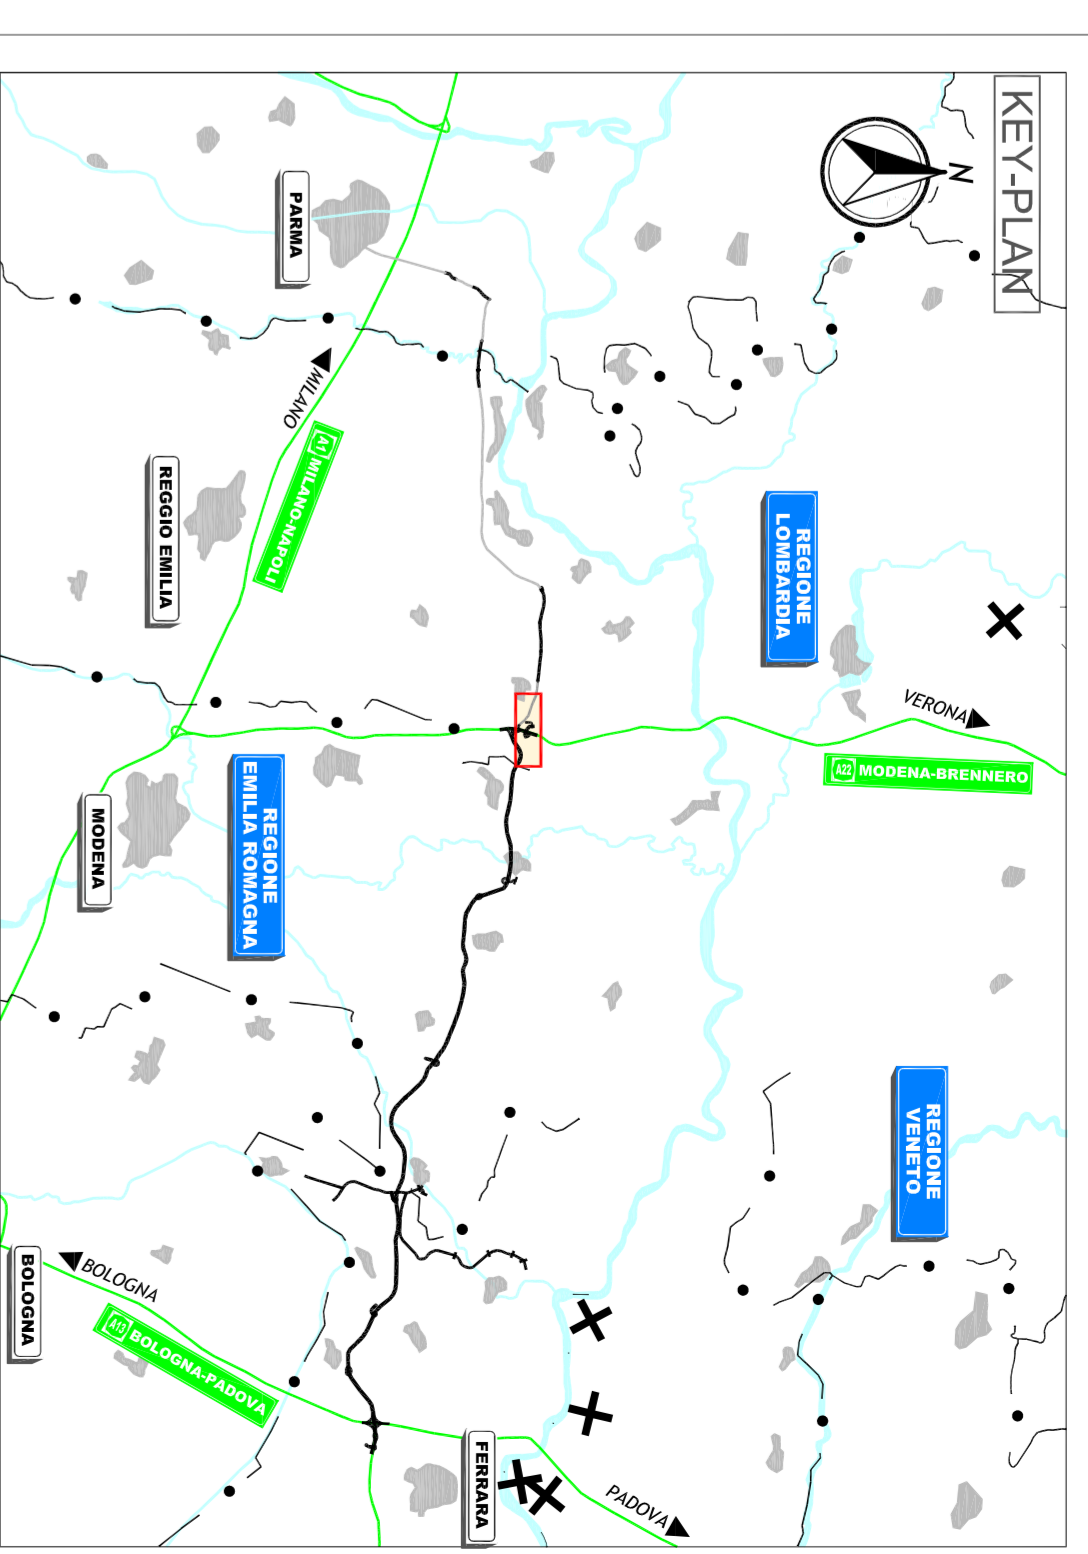 KEY-PLAN
N
VERONA
A22 MODENA-BRENNERO
REGIONE
LOMBARDIA
REGIONE
VENETO
PARMA
MILANO
A1 MILANO-NAPOLI
REGGIO EMILIA
REGIONE
EMILIA ROMAGNA
MODENA
PADOVA
FERRARA
BOLOGNA
A13 BOLOGNA-PADOVA
BOLOGNA